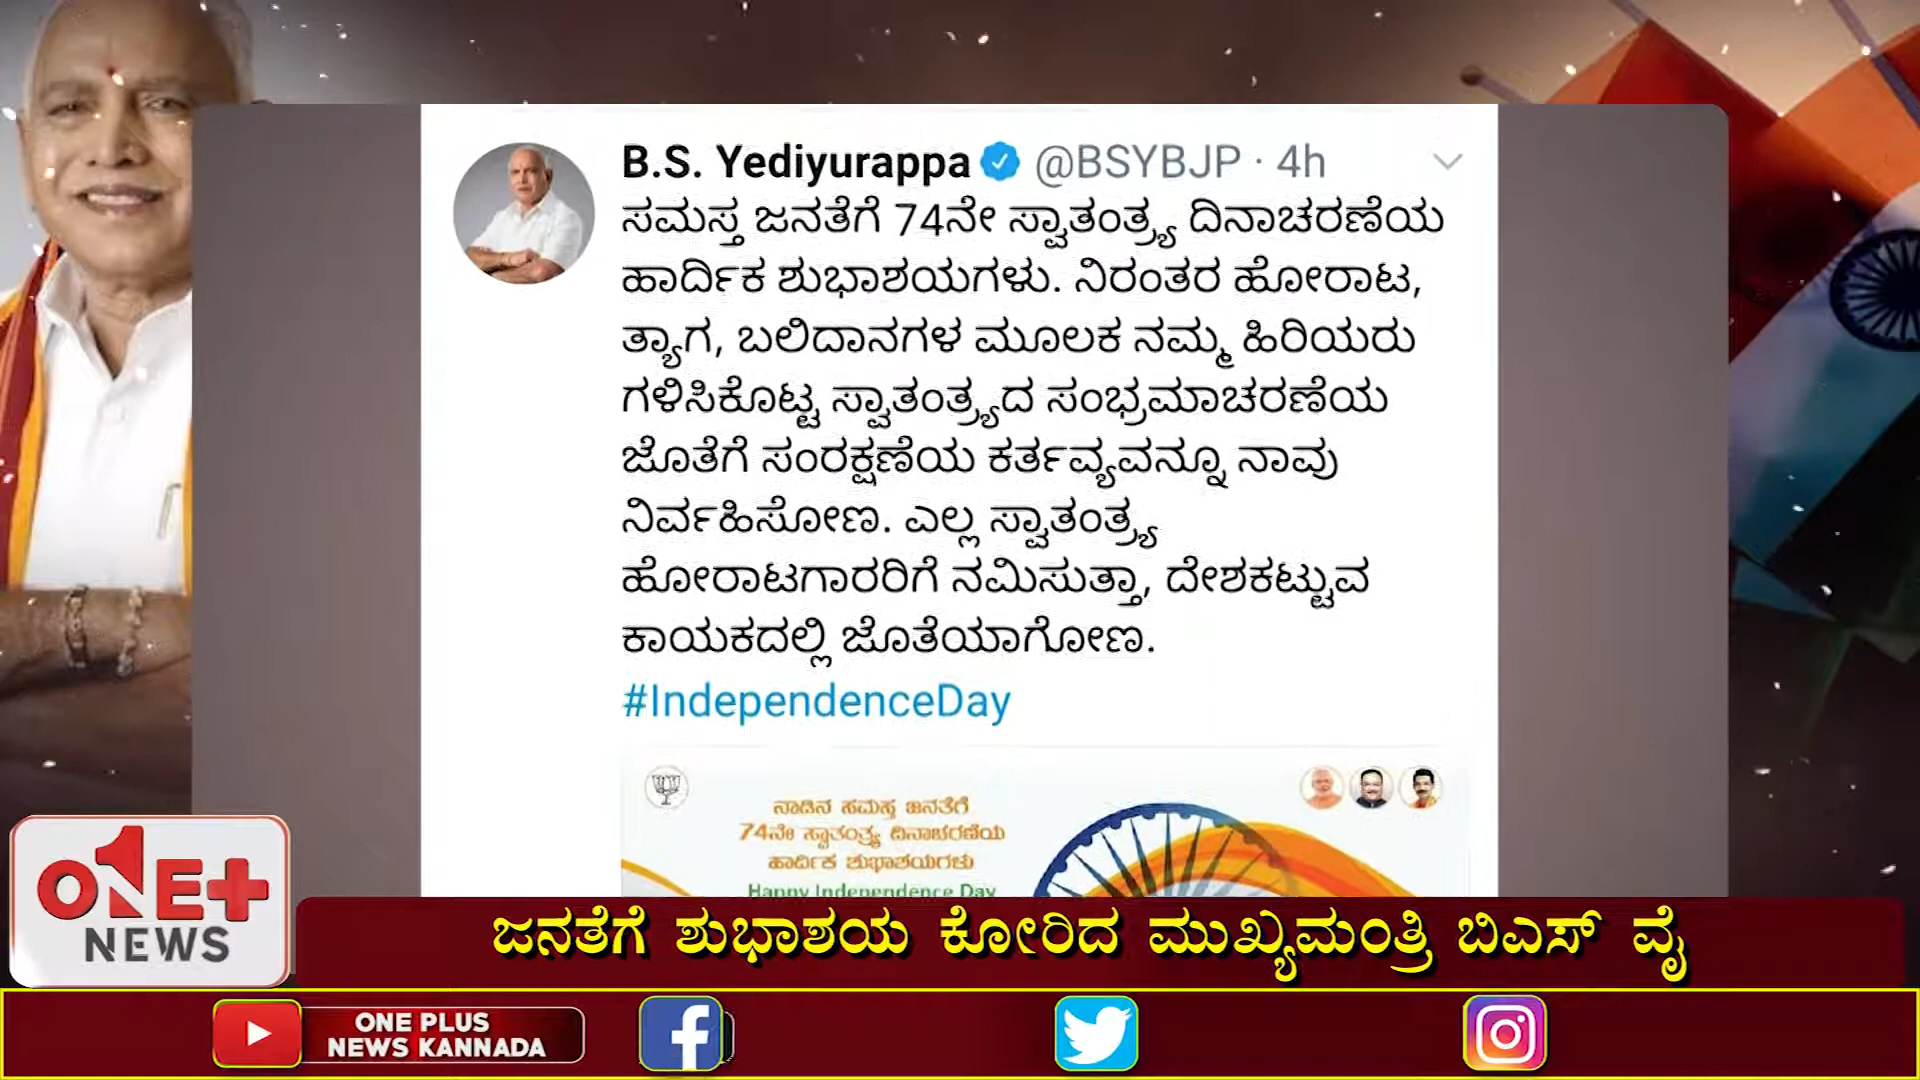 B.S. Yediyurappa @BSYBJP · 4h
ಸಮಸ್ತ ಜನತೆಗೆ 74ನೇ ಸ್ವಾತಂತ್ರ್ಯ ದಿನಾಚರಣೆಯ
ಹಾರ್ದಿಕ ಶುಭಾಶಯಗಳು. ನಿರಂತರ ಹೋರಾಟ,
ತ್ಯಾಗ, ಬಲಿದಾನಗಳ ಮೂಲಕ ನಮ್ಮ ಹಿರಿಯರು
ಗಳಿಸಿಕೊಟ್ಟ ಸ್ವಾತಂತ್ರ್ಯದ ಸಂಭ್ರಮಾಚರಣೆಯ
ಜೊತೆಗೆ ಸಂರಕ್ಷಣೆಯ ಕರ್ತವ್ಯವನ್ನೂ ನಾವು
ನಿರ್ವಹಿಸೋಣ. ಎಲ್ಲ ಸ್ವಾತಂತ್ರ್ಯ
ಹೋರಾಟಗಾರರಿಗೆ ನಮಿಸುತ್ತಾ, ದೇಶಕಟ್ಟುವ
ಕಾಯಕದಲ್ಲಿ ಜೊತೆಯಾಗೋಣ.
#IndependenceDay
ನಾಡಿನ ಸಮಸ್ತ ಜನತೆಗೆ
74ನೇ ಸ್ವಾತಂತ್ರ್ಯ ದಿನಾಚರಣೆಯ
ಹಾರ್ದಿಕ ಶುಭಾಶಯಗಳು
Happy Independence Day
ONE+
NEWS
ಜನತೆಗೆ ಶುಭಾಶಯ ಕೋರಿದ ಮುಖ್ಯಮಂತ್ರಿ ಬಿಎಸ್ ವೈ
ONE PLUS
NEWS KANNADA